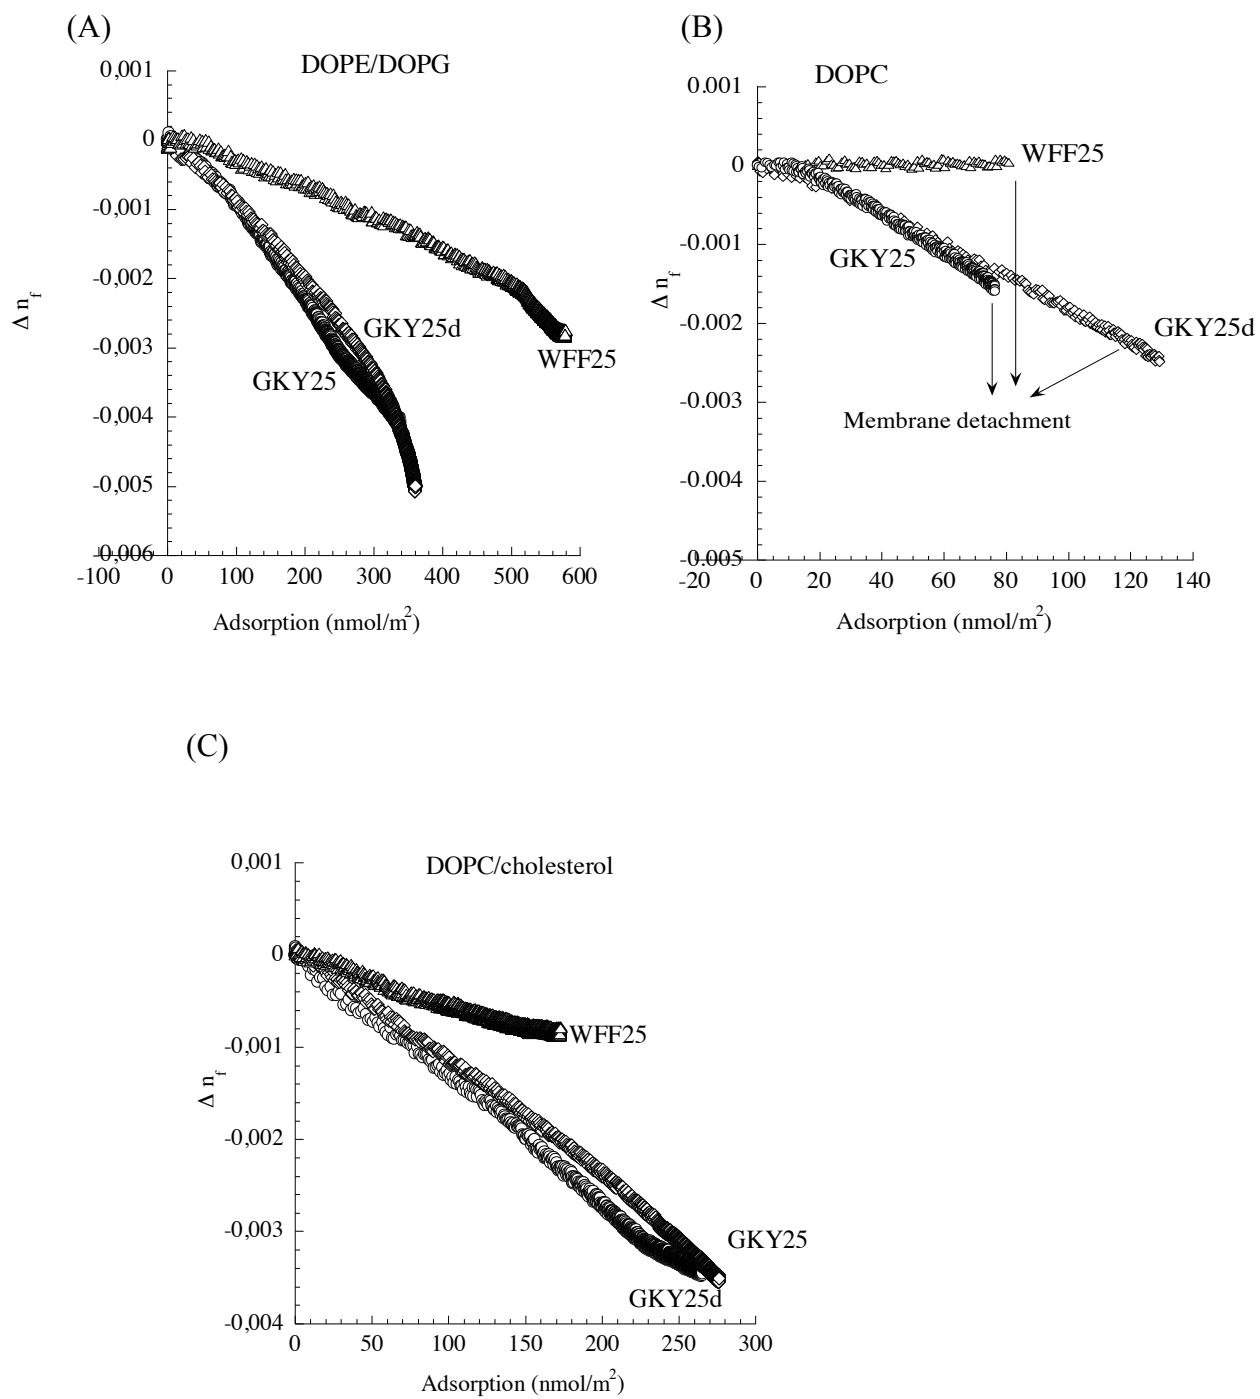 (A)
DOPE/DOPG
0,001
0
-0,001
-0,002
-0,003
-0,004
-0,005
-0,006
Δ n_f
GKY25d
GKY25
WFF25
-100 0 100 200 300 400 500 600
Adsorption (nmol/m²)
(B)
DOPC
0.001
0
-0.001
-0.002
-0.003
-0.004
-0.005
Δ n_f
WFF25
GKY25
GKY25d
Membrane detachment
-20 0 20 40 60 80 100 120 140
Adsorption (nmol/m²)
(C)
DOPC/cholesterol
0,001
0
-0,001
-0,002
-0,003
-0,004
Δ n_f
WFF25
GKY25
GKY25d
0 50 100 150 200 250 300
Adsorption (nmol/m²)